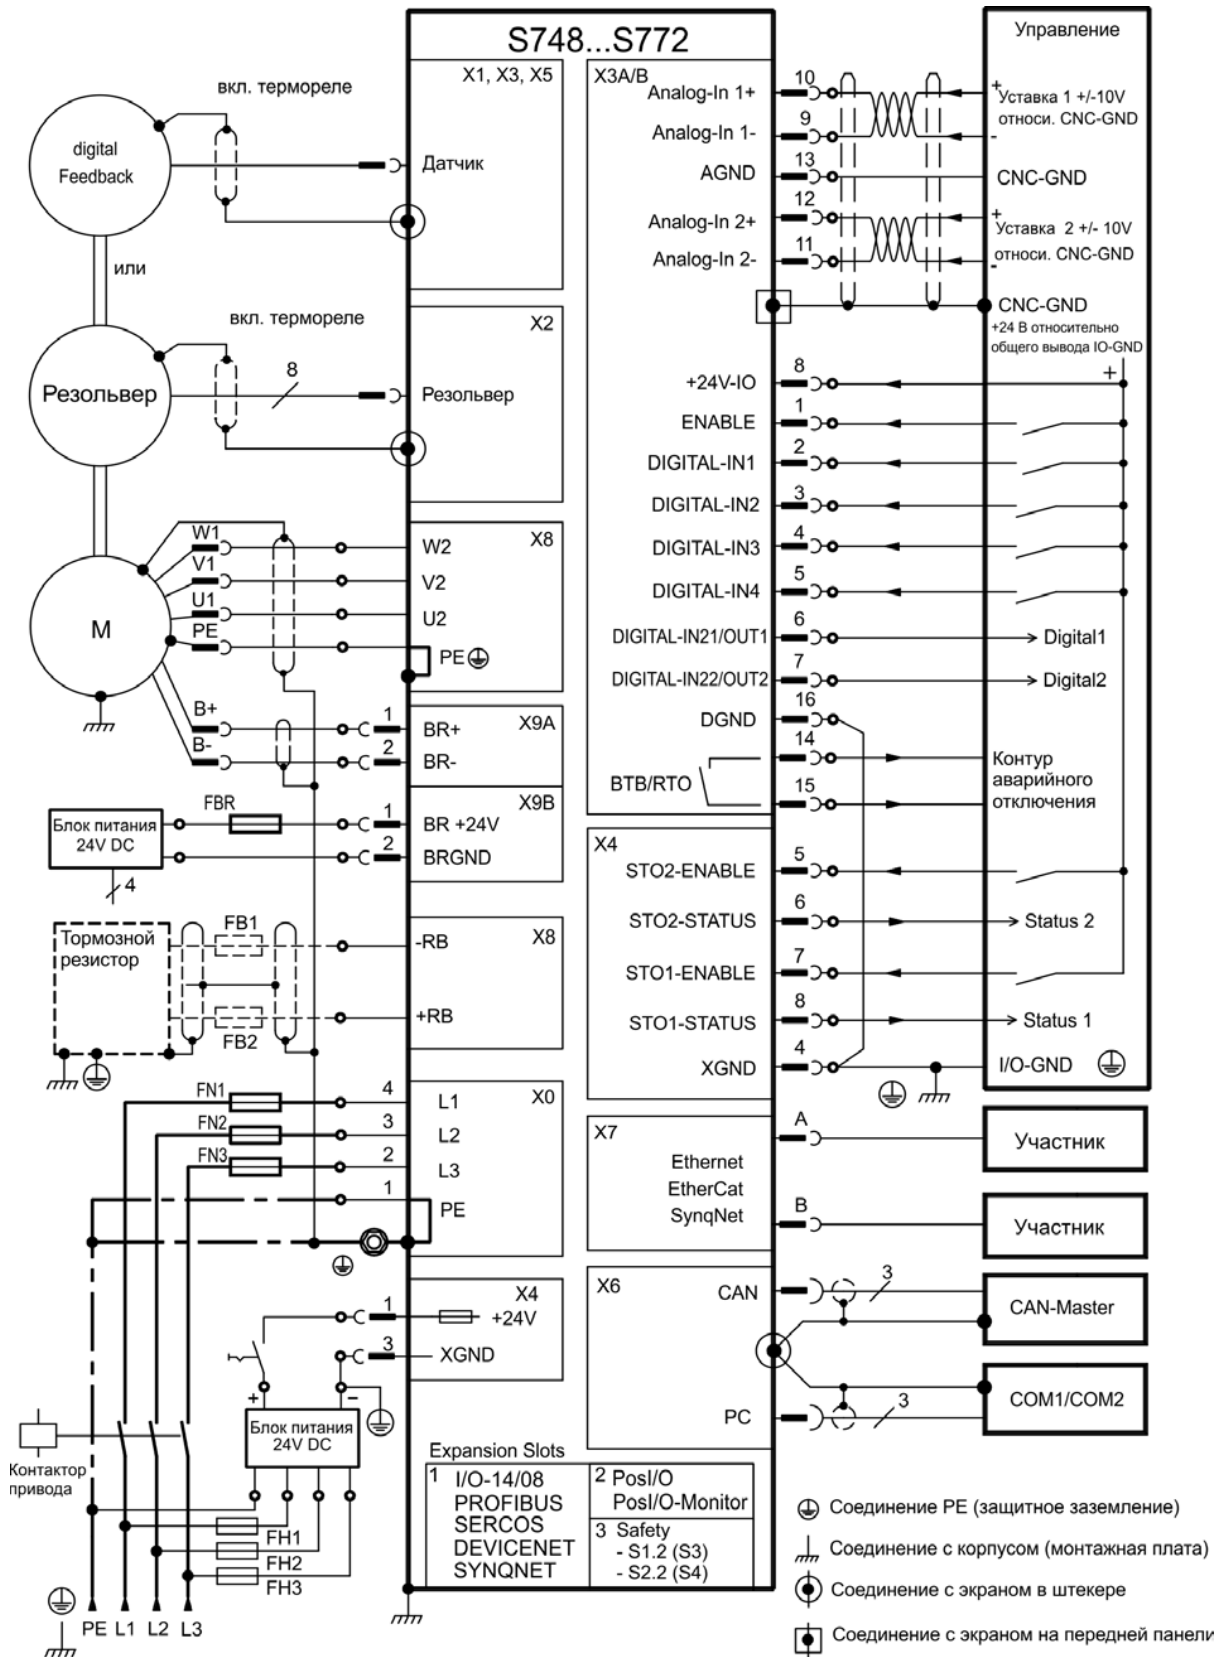 S748...S772
Управление
X1, X3, X5
вкл. термореле
digital
Feedback
Датчик
или
X2
вкл. термореле
Резольвер
8
Резольвер
X8
W1
W2
V1
V2
U1
U2
PE
PE
M
X9A
B+
1
BR+
B-
2
BR-
X9B
FBR
Блок питания
24V DC
1
BR +24V
2
BRGND
4
X8
Тормозной
резистор
FB1
-RB
FB2
+RB
X0
FN1
4
L1
FN2
3
L2
FN3
2
L3
1
PE
X4
1
+24V
3
XGND
+
–
Блок питания
24V DC
Контактор
привода
FH1
FH2
FH3
PE L1 L2 L3
X3A/B
Analog-In 1+
10
+
Уставка 1 +/-10V
относи. CNC-GND
Analog-In 1-
9
-
AGND
13
CNC-GND
Analog-In 2+
12
+
Уставка 2 +/- 10V
относи. CNC-GND
Analog-In 2-
11
-
CNC-GND
+24 В относительно
общего вывода IO-GND
+
+24V-IO
8
ENABLE
1
DIGITAL-IN1
2
DIGITAL-IN2
3
DIGITAL-IN3
4
DIGITAL-IN4
5
DIGITAL-IN21/OUT1
6
Digital1
DIGITAL-IN22/OUT2
7
Digital2
DGND
16
14
BTB/RTO
15
Контур
аварийного
отключения
X4
STO2-ENABLE
5
STO2-STATUS
6
Status 2
STO1-ENABLE
7
STO1-STATUS
8
Status 1
XGND
4
I/O-GND
X7
Ethernet
EtherCat
SynqNet
A
Участник
B
Участник
X6
CAN
3
CAN-Master
PC
3
COM1/COM2
Expansion Slots
1
I/O-14/08
PROFIBUS
SERCOS
DEVICENET
SYNQNET
2 PosI/O
PosI/O-Monitor
3 Safety
- S1.2 (S3)
- S2.2 (S4)
Соединение PE (защитное заземление)
Соединение с корпусом (монтажная плата)
Соединение с экраном в штекере
Соединение с экраном на передней панели